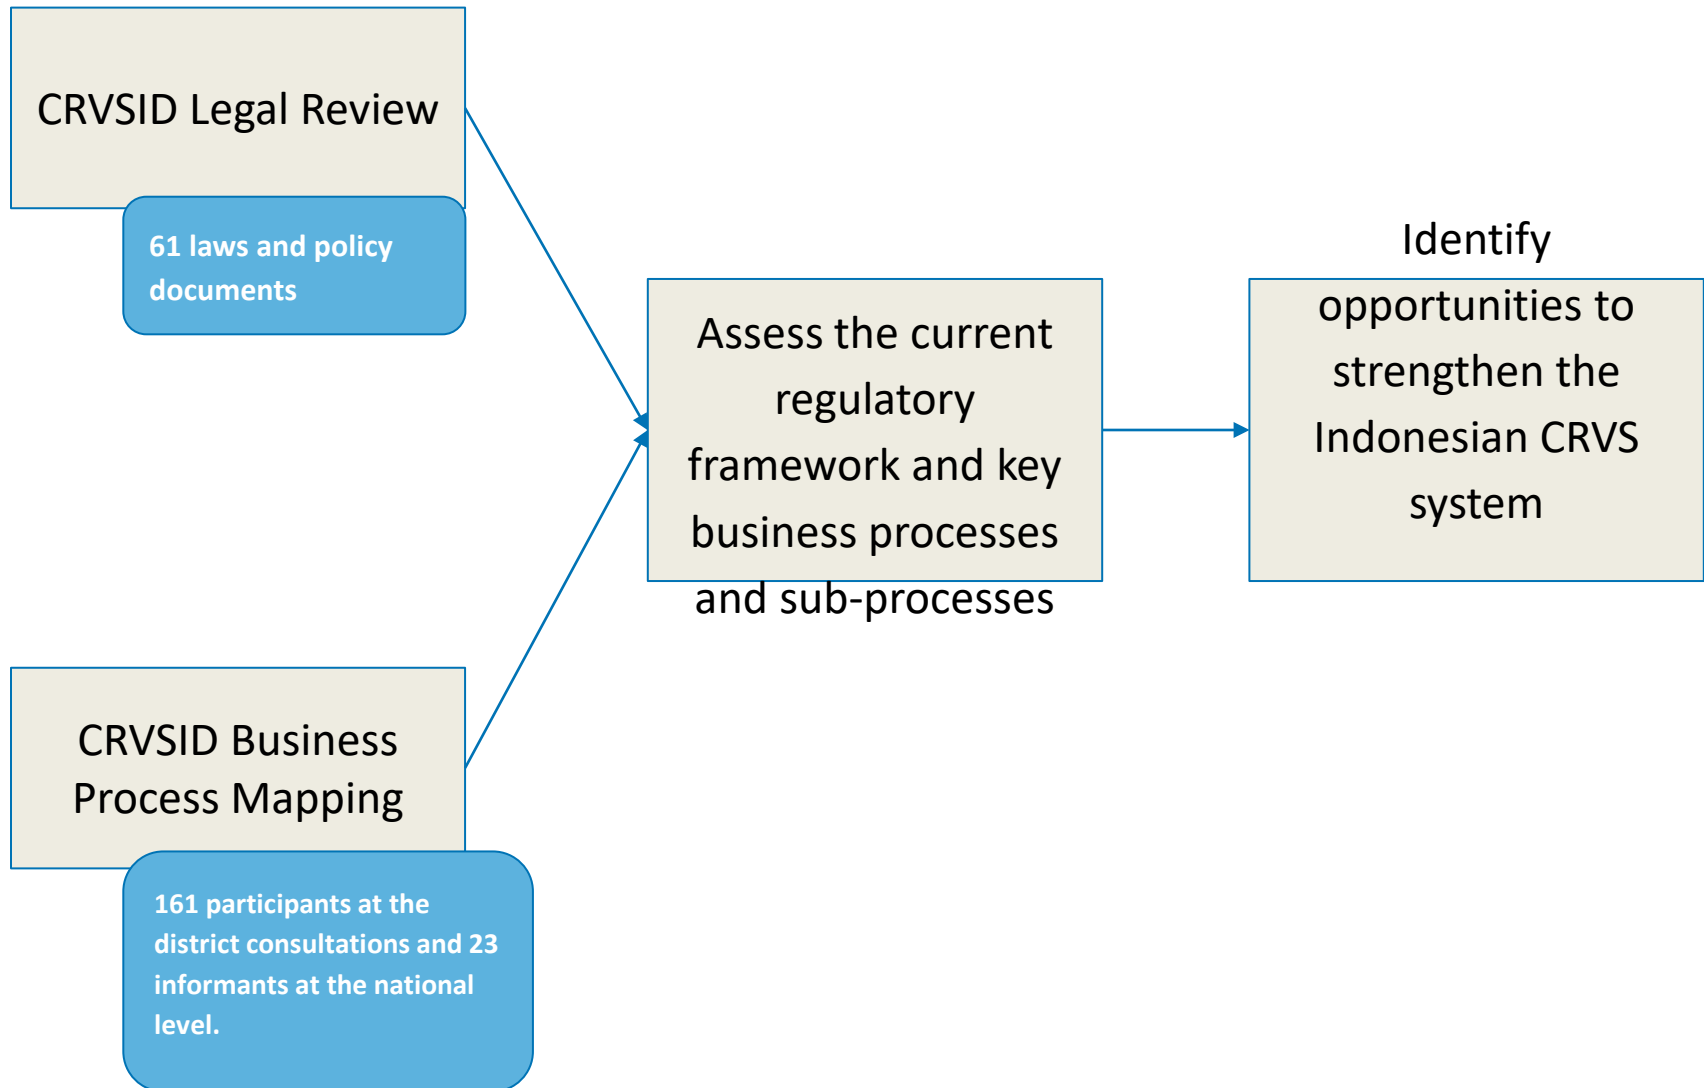 CRVSID Legal Review
61 laws and policy
documents
CRVSID Business
Process Mapping
161 participants at the
district consultations and 23
informants at the national
level.
Assess the current
regulatory
framework and key
business processes
and sub-processes
Identify
opportunities to
strengthen the
Indonesian CRVS
system